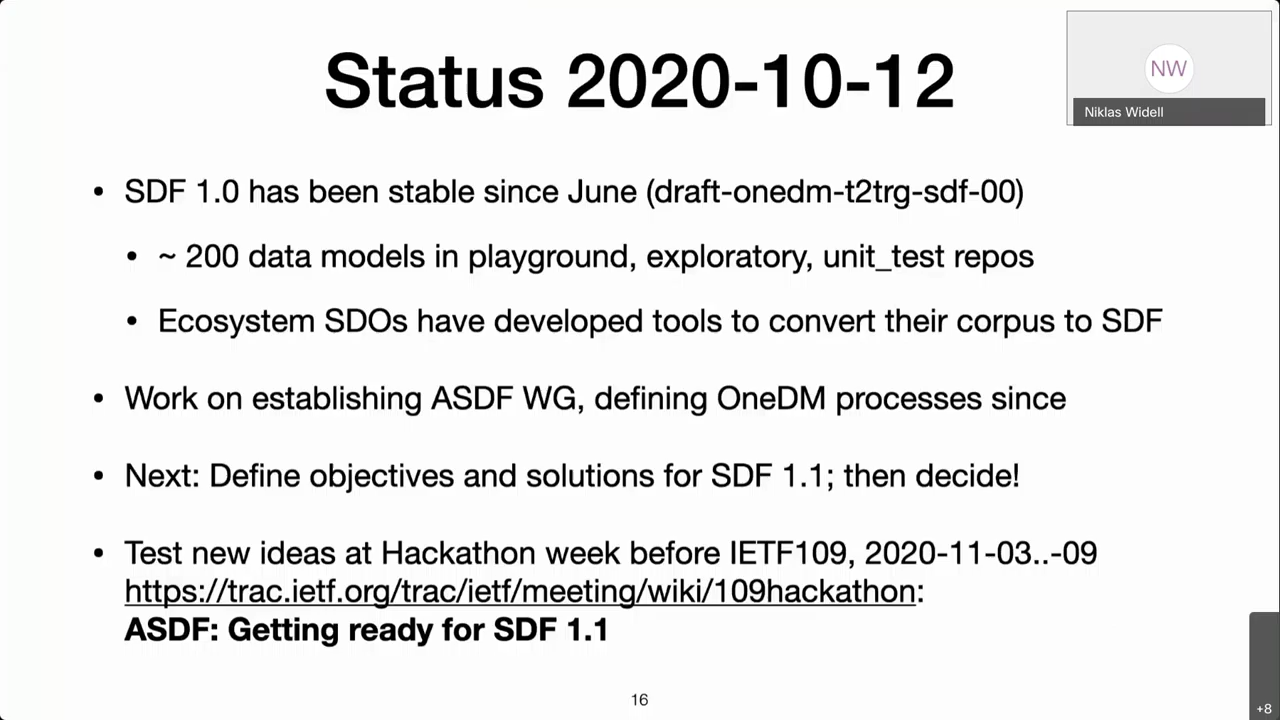 Status 2020-10-12
NW
Niklas Widell
• SDF 1.0 has been stable since June (draft-onedm-t2trg-sdf-00)
• ~ 200 data models in playground, exploratory, unit_test repos
• Ecosystem SDOs have developed tools to convert their corpus to SDF
• Work on establishing ASDF WG, defining OneDM processes since
• Next: Define objectives and solutions for SDF 1.1; then decide!
• Test new ideas at Hackathon week before IETF109, 2020-11-03..-09
https://trac.ietf.org/trac/ietf/meeting/wiki/109hackathon:
ASDF: Getting ready for SDF 1.1
16
+8